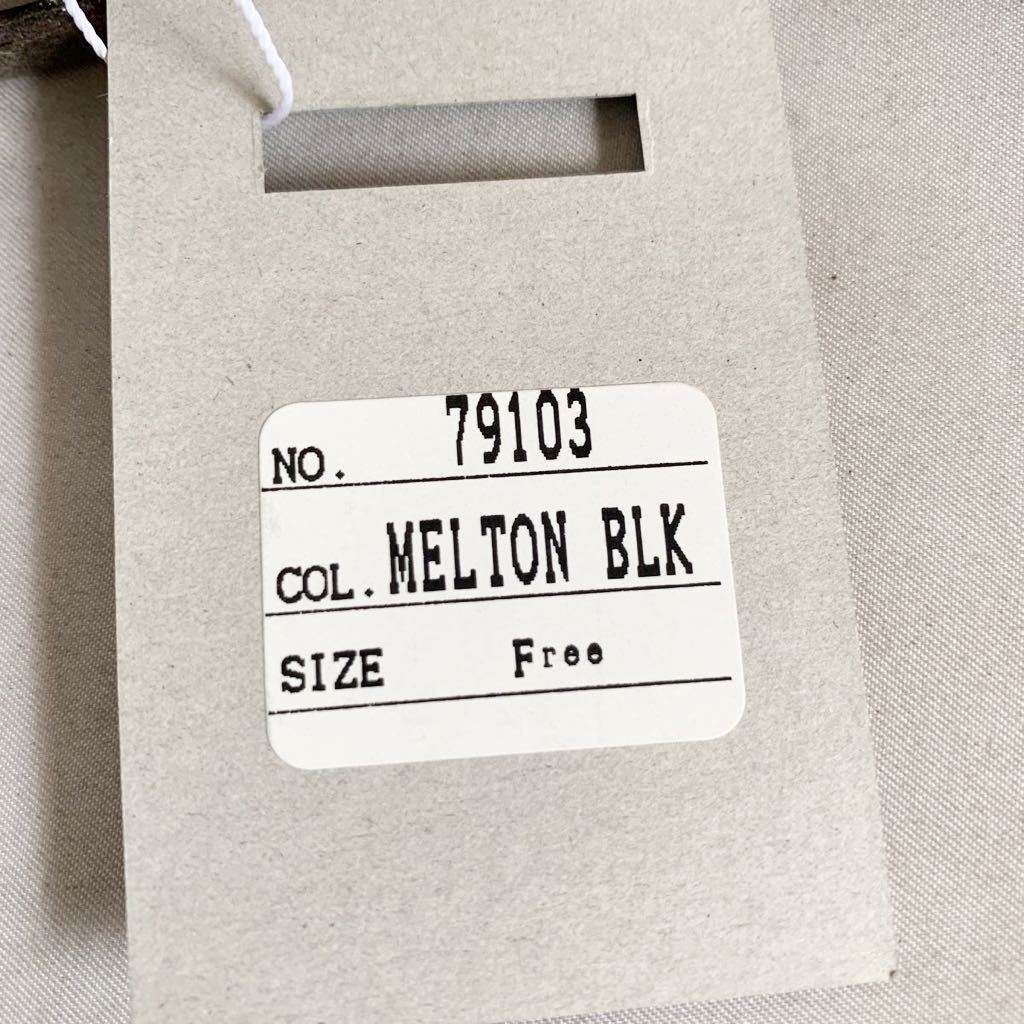 NO. 79103
COL. MELTON BLK
SIZE Free